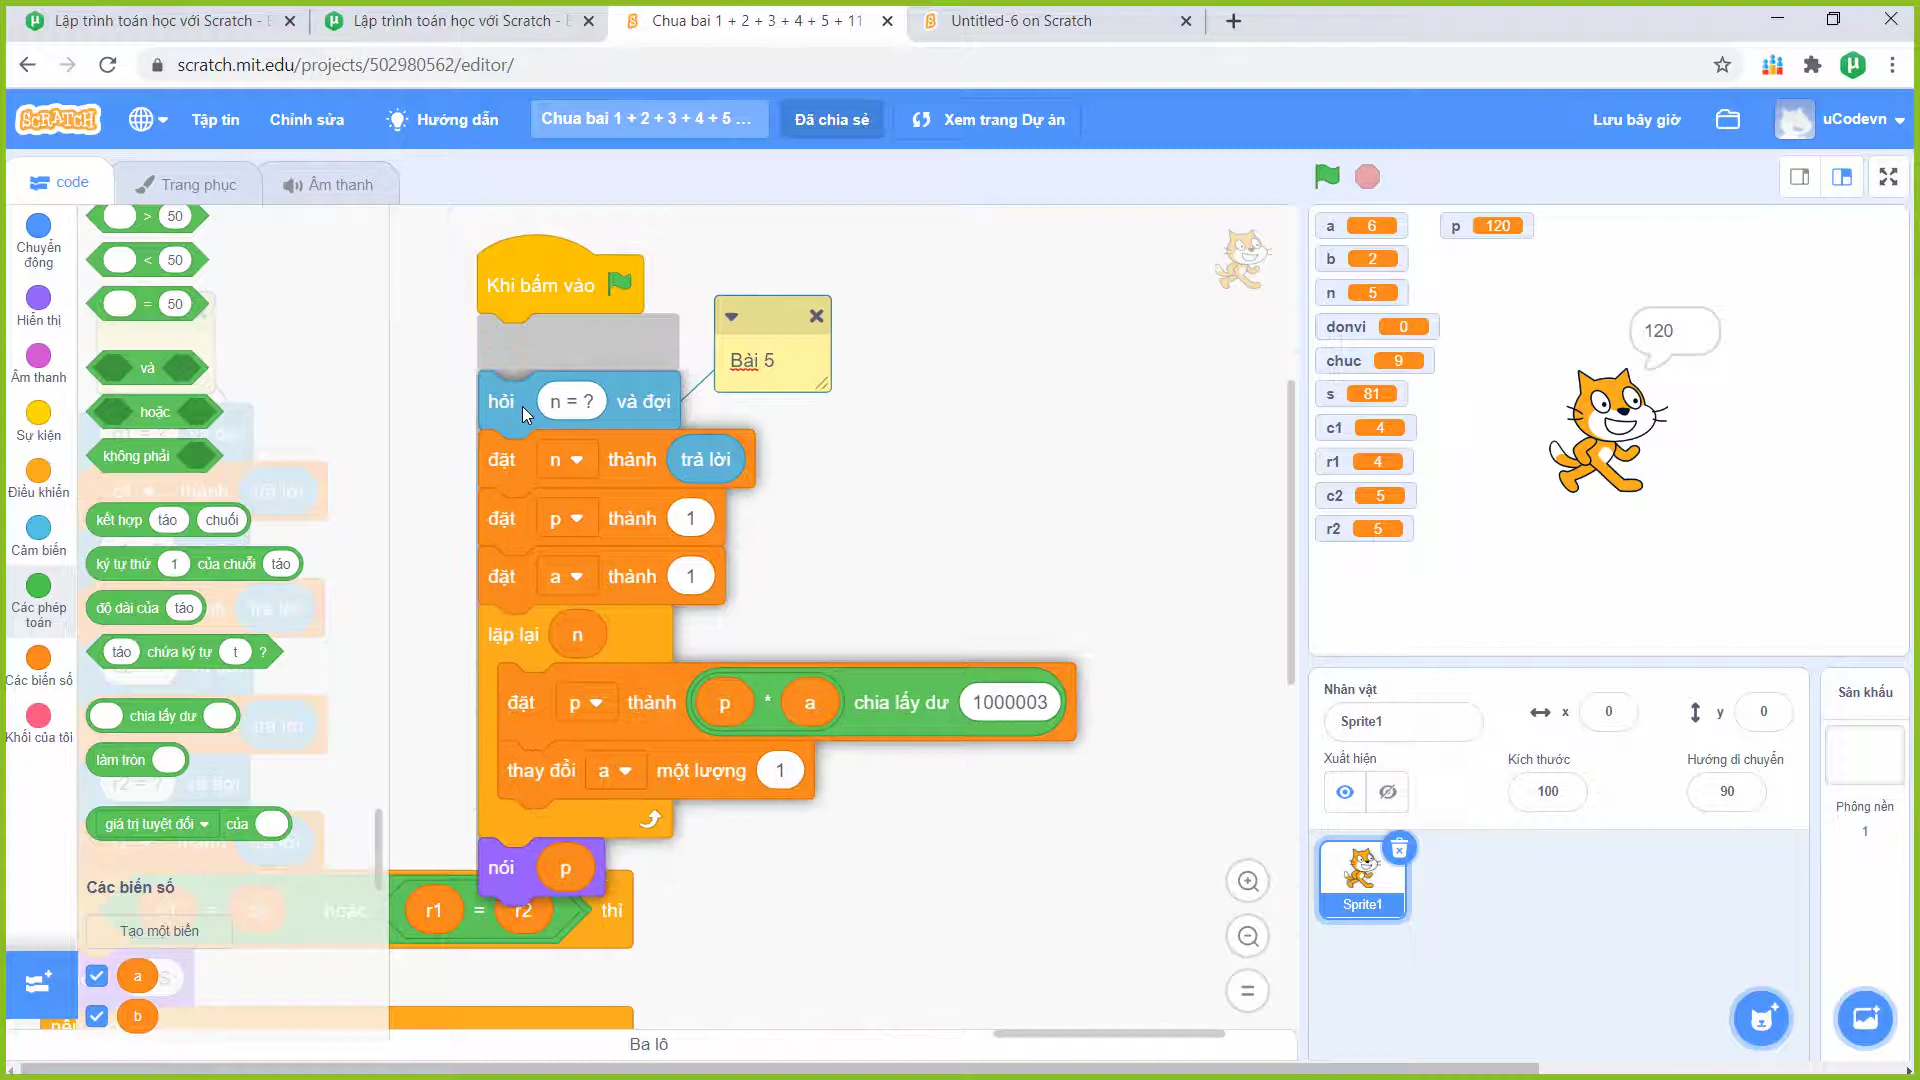 Lập trình toán học với Scratch -
Lập trình toán học với Scratch -
Chua bai 1 + 2 + 3 + 4 + 5 + 11
Untitled-6 on Scratch
scratch.mit.edu/projects/502980562/editor/
SCRATCH
Tập tin
Chỉnh sửa
Hướng dẫn
Chua bai 1 + 2 + 3 + 4 + 5 ...
Đã chia sẻ
Xem trang Dự án
Lưu bây giờ
uCodevn
code
Trang phục
Âm thanh
Chuyển động
Hiển thị
Âm thanh
Sự kiện
Điều khiển
Cảm biến
Các phép toán
Các biến số
Khối của tôi
> 50
< 50
= 50
và
hoặc
không phải
kết hợp táo chuối
ký tự thứ 1 của chuỗi táo
độ dài của táo
táo chứa ký tự t ?
chia lấy dư
làm tròn
giá trị tuyệt đối của
Các biến số
Tạo một biến
a
b
Khi bấm vào
Bài 5
hỏi n = ? và đợi
đặt n thành trả lời
đặt p thành 1
đặt a thành 1
lặp lại n
đặt p thành p * a chia lấy dư 1000003
thay đổi a một lượng 1
nói p
hoặc r1 = r2 thì
Ba lô
a 6
p 120
b 2
n 5
donvi 0
chuc 9
s 81
c1 4
r1 4
c2 5
r2 5
120
Nhân vật
Sprite1
x 0
y 0
Xuất hiện
Kích thước
100
Hướng di chuyển
90
Sprite1
Sân khấu
Phông nền
1